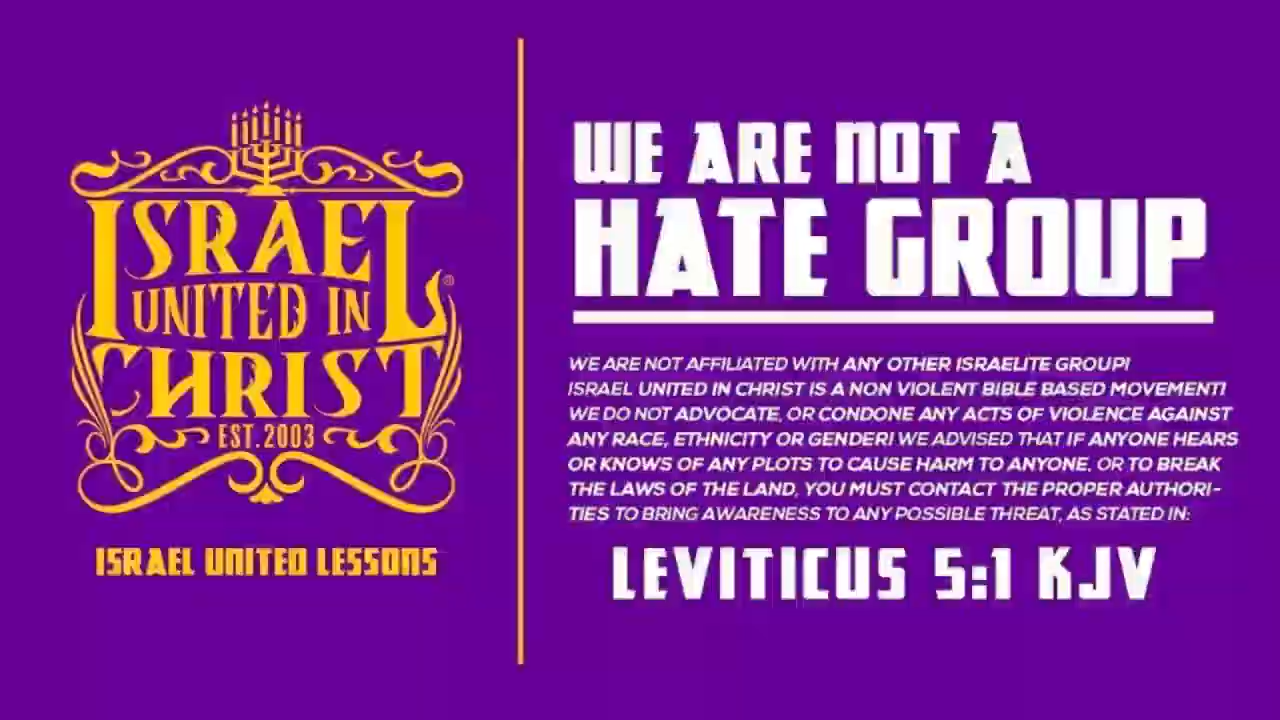 ISRAEL
UNITED IN
CHRIST®
EST. 2003
ISRAEL UNITED LESSONS
WE ARE NOT A
HATE GROUP
WE ARE NOT AFFILIATED WITH ANY OTHER ISRAELITE GROUP!
ISRAEL UNITED IN CHRIST IS A NON VIOLENT BIBLE BASED MOVEMENT!
WE DO NOT ADVOCATE, OR CONDONE ANY ACTS OF VIOLENCE AGAINST
ANY RACE, ETHNICITY OR GENDER! WE ADVISED THAT IF ANYONE HEARS
OR KNOWS OF ANY PLOTS TO CAUSE HARM TO ANYONE, OR TO BREAK
THE LAWS OF THE LAND, YOU MUST CONTACT THE PROPER AUTHORI-
TIES TO BRING AWARENESS TO ANY POSSIBLE THREAT, AS STATED IN:
LEVITICUS 5:1 KJV